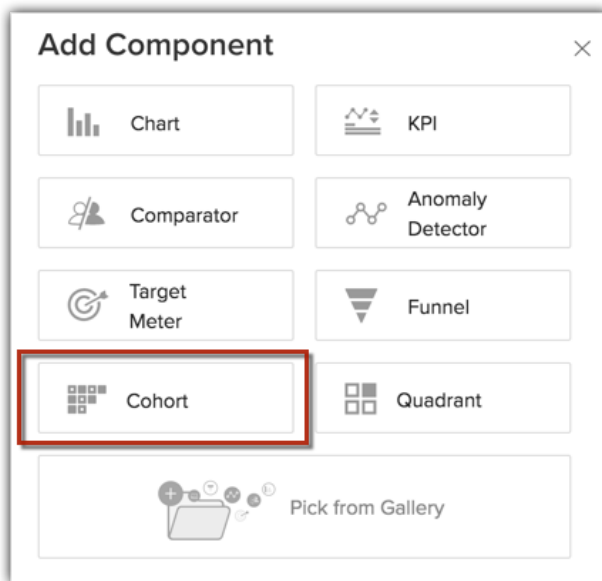 Add Component
Chart
KPI
Comparator
Anomaly
Detector
Target
Meter
Funnel
Cohort
Quadrant
Pick from Gallery